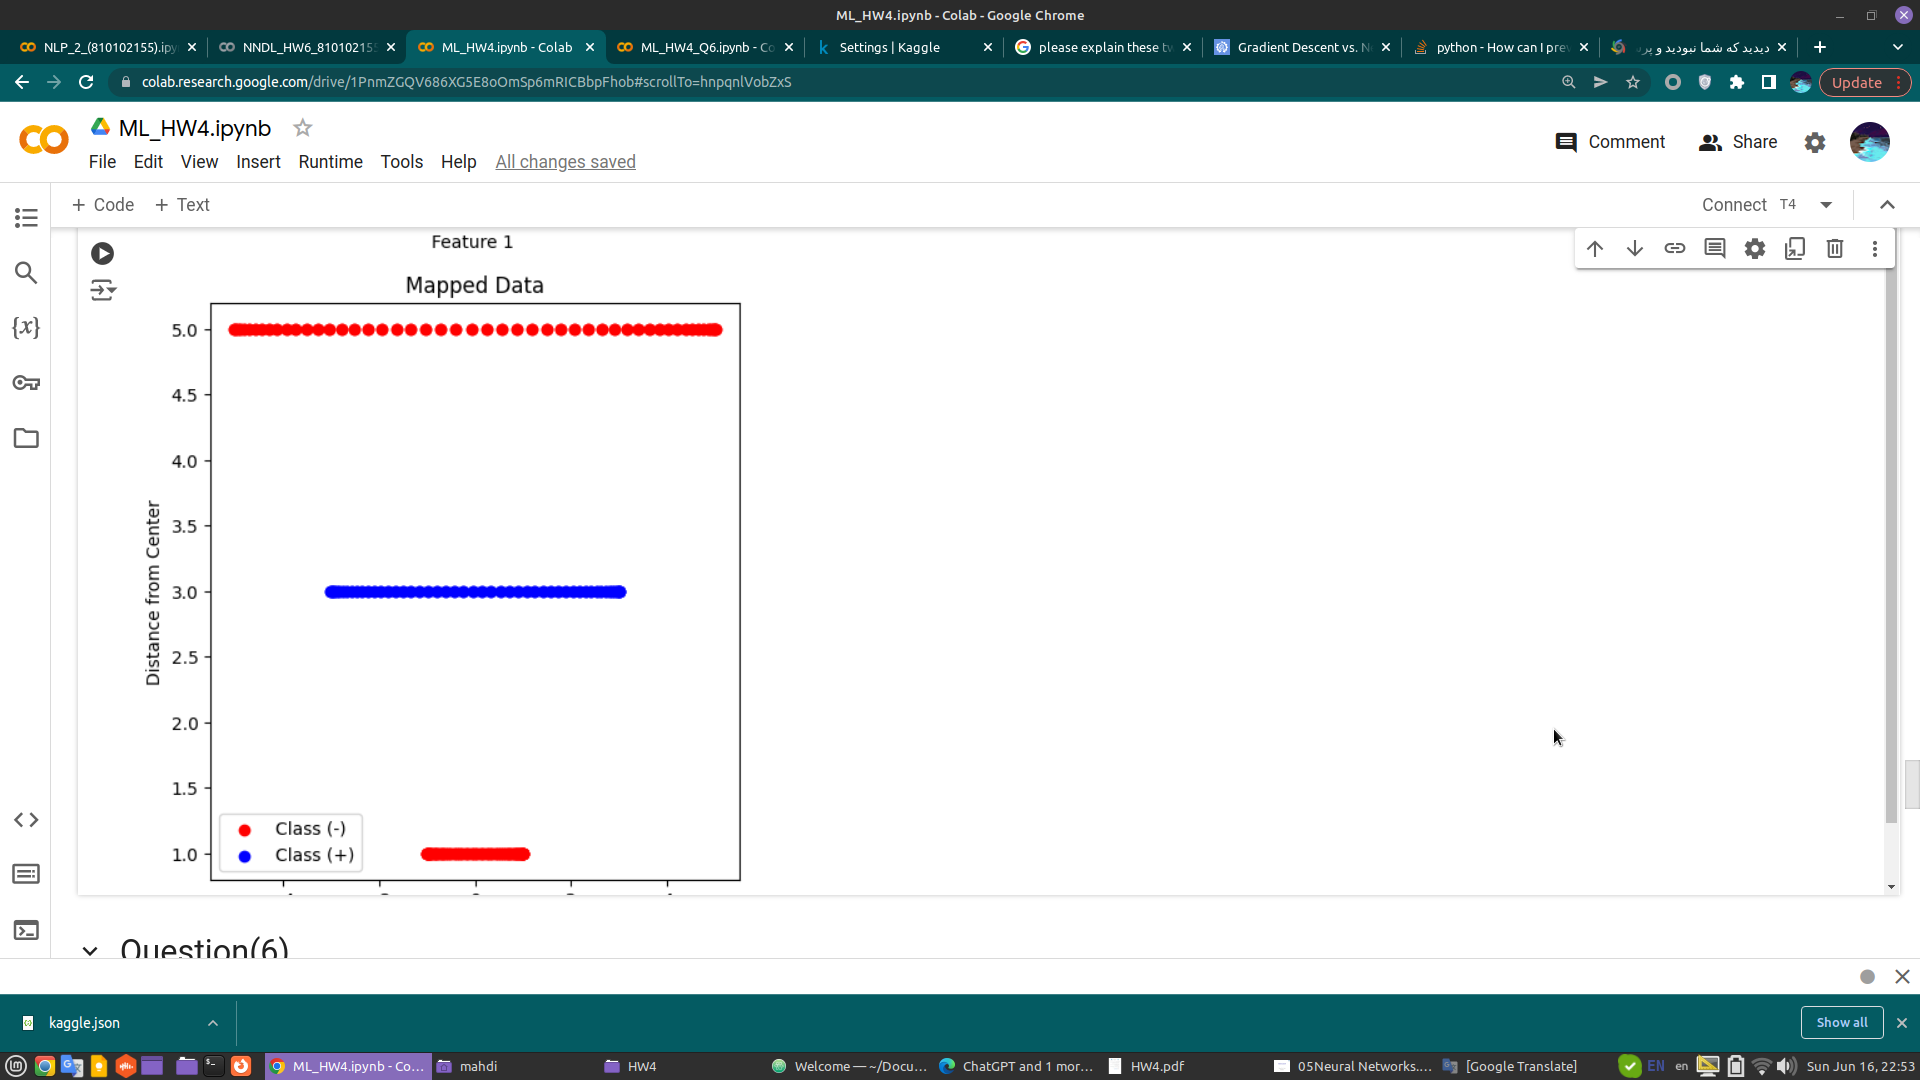 ML_HW4.ipynb - Colab - Google Chrome
NLP_2_(810102155).ipy
NNDL_HW6_810102155
ML_HW4.ipynb - Colab
ML_HW4_Q6.ipynb - Co
Settings | Kaggle
please explain these tw
Gradient Descent vs. N
python - How can I prev
دیدید که شما نبودید و پر
colab.research.google.com/drive/1PnmZGQV686XG5E8oOmSp6mRICBbpFhob#scrollTo=hnpqnlVobZxS
Update
ML_HW4.ipynb
File Edit View Insert Runtime Tools Help All changes saved
Comment
Share
+ Code + Text
Connect T4
Feature 1
Mapped Data
5.0
4.5
4.0
3.5
3.0
2.5
2.0
1.5
1.0
Distance from Center
Class (-)
Class (+)
Question(6)
kaggle.json
Show all
ML_HW4.ipynb - Co...
mahdi
HW4
Welcome — ~/Docu...
ChatGPT and 1 mor...
HW4.pdf
05Neural Networks....
[Google Translate]
EN
en
Sun Jun 16, 22:53